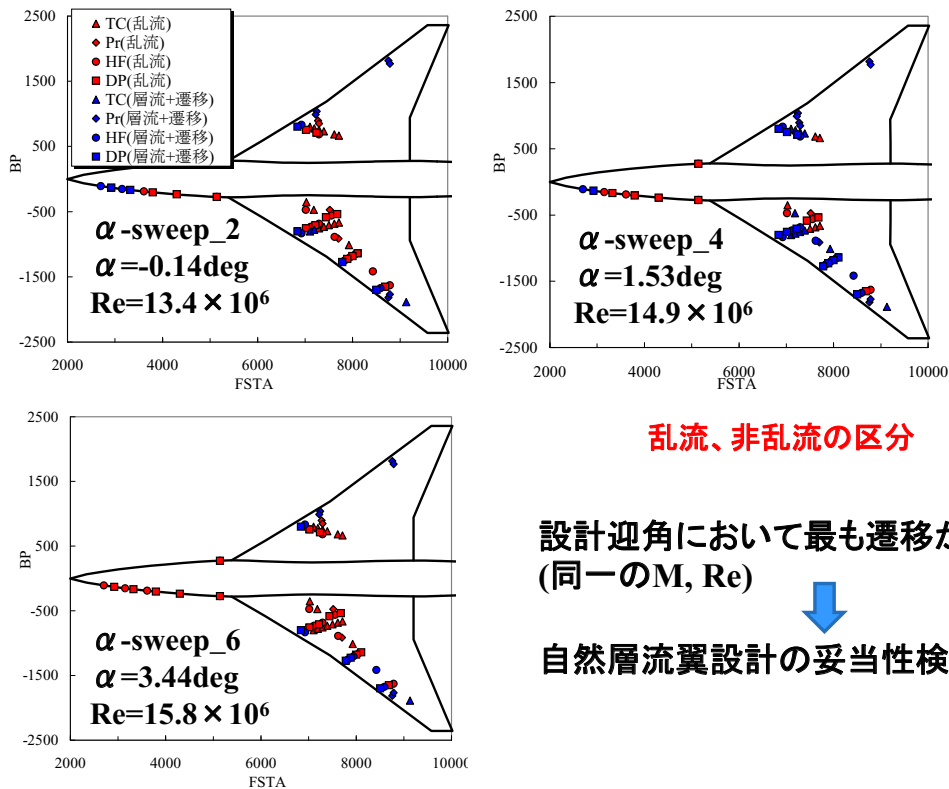 2500
1500
500
-500
-1500
-2500
BP
TC(乱流)
Pr(乱流)
HF(乱流)
DP(乱流)
TC(層流+遷移)
Pr(層流+遷移)
HF(層流+遷移)
DP(層流+遷移)
α-sweep_2
α=-0.14deg
Re=13.4×10⁶
2000 4000 6000 8000 10000
FSTA
2500
1500
500
-500
-1500
-2500
BP
α-sweep_4
α=1.53deg
Re=14.9×10⁶
2000 4000 6000 8000 10000
FSTA
2500
1500
500
-500
-1500
-2500
BP
α-sweep_6
α=3.44deg
Re=15.8×10⁶
2000 4000 6000 8000 1000
FSTA
乱流、非乱流の区分
設計迎角において最も遷移が
(同一のM, Re)
自然層流翼設計の妥当性検